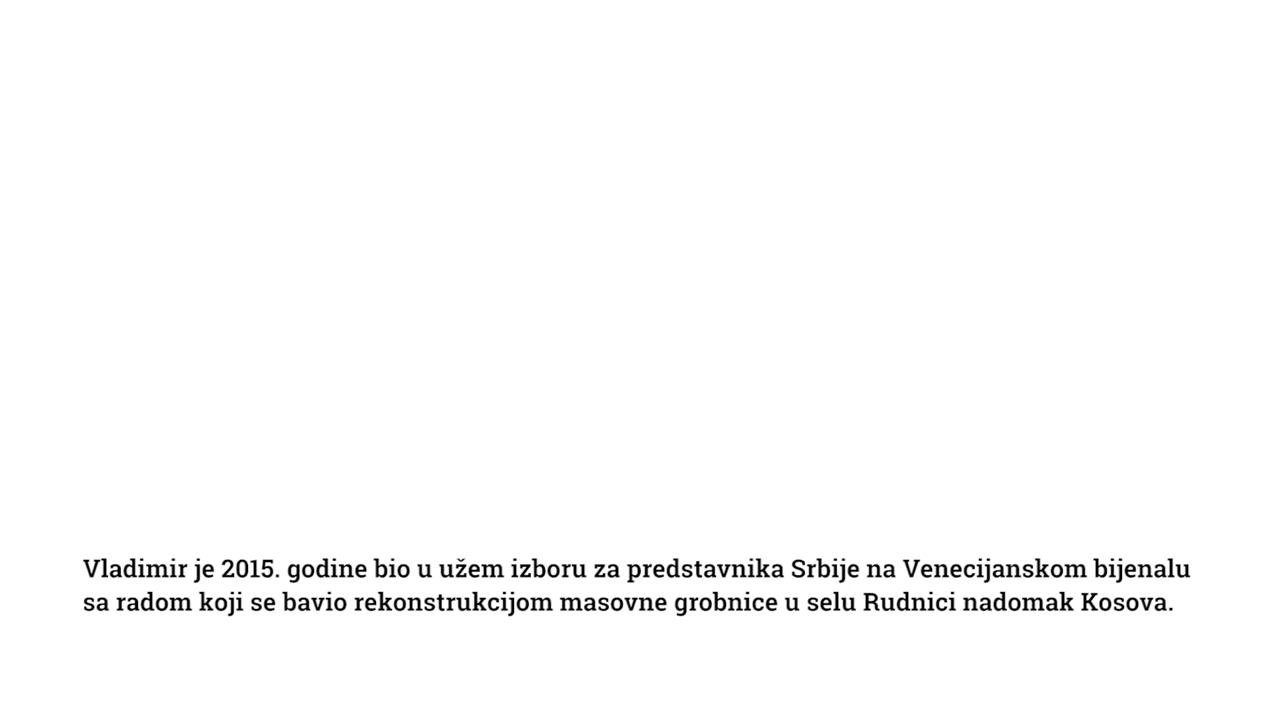 Vladimir je 2015. godine bio u užem izboru za predstavnika Srbije na Venecijanskom bijenalu
sa radom koji se bavio rekonstrukcijom masovne grobnice u selu Rudnici nadomak Kosova.